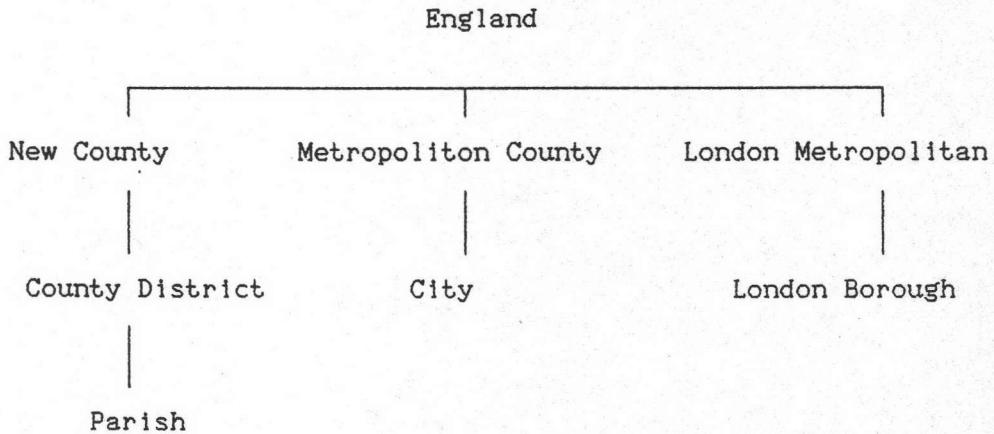 England
New County Metropoliton County London Metropolitan
County District City London Borough
Parish